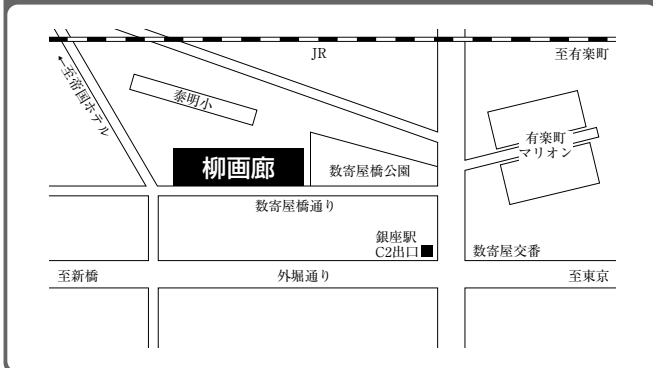 JR
至有楽町
←至帝国ホテル
泰明小
有楽町
マリオン
柳画廊
数寄屋橋公園
数寄屋橋通り
銀座駅
C2出口
数寄屋交番
至新橋
外堀通り
至東京